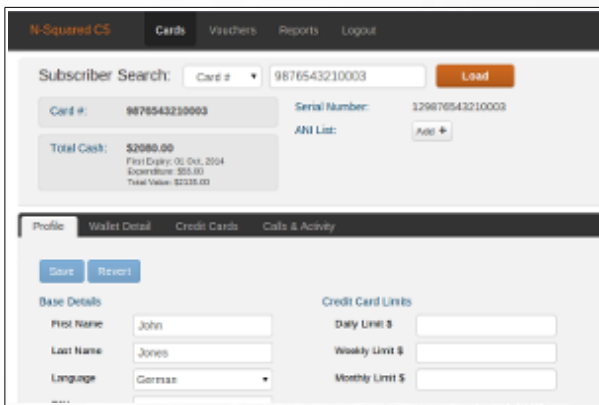 N-Squared C5 Cards Vouchers Reports Logout
Subscriber Search: Card # 9876543210003 Load
Card #: 9876543210003 Serial Number: 129876543210003
ANI List: Add +
Total Cash: $2080.00
First Expiry: 01 Oct, 2014
Expenditure: $55.00
Total Value: $2135.00
Profile Wallet Detail Credit Cards Calls & Activity
Save Revert
Base Details Credit Card Limits
First Name John Daily Limit $
Last Name Jones Weekly Limit $
Language German Monthly Limit $